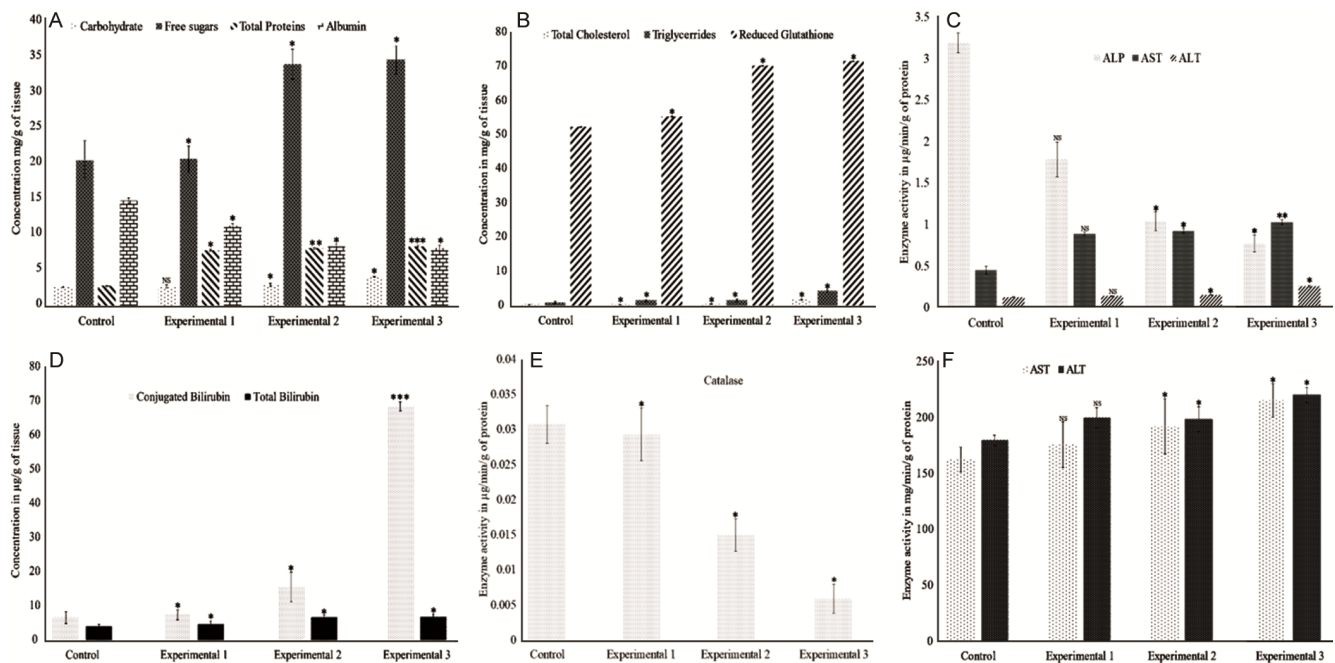 A
Carbohydrate Free sugars Total Proteins Albumin
Concentration mg/g of tissue
40
35
30
25
20
15
10
5
0
NS * * * * * ** * * * *** *
Control Experimental 1 Experimental 2 Experimental 3
B
Total Cholesterol Triglycerrides Reduced Glutathione
Concentration in mg/g of tissue
80
70
60
50
40
30
20
10
0
* * * * * * * * *
Control Experimental 1 Experimental 2 Experimental 3
C
ALP AST ALT
Enzyme activity in µg/min/g of protein
3.5
3
2.5
2
1.5
1
0.5
0
NS NS NS * * * * ** *
Control Experimental 1 Experimental 2 Experimental 3
D
Conjugated Bilirubin Total Bilirubin
Concentration in µg/g of tissue
80
70
60
50
40
30
20
10
0
* * * * *** *
Control Experimental 1 Experimental 2 Experimental 3
E
Catalase
Enzyme activity in µg/min/g of protein
0.04
0.035
0.03
0.025
0.02
0.015
0.01
0.005
0
* * *
Control Experimental 1 Experimental 2 Experimental 3
F
AST ALT
Enzyme activity in mg/min/g of protein
250
200
150
100
50
0
NS NS * * * *
Control Experimental 1 Experimental 2 Experimental 3